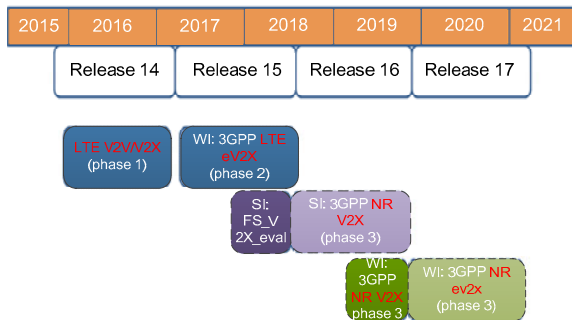 2015 2016 2017 2018 2019 2020 2021
Release 14 Release 15 Release 16 Release 17
LTE V2V/V2X
(phase 1)
WI: 3GPP LTE
eV2X
(phase 2)
SI:
FS_V
2X_eval
SI: 3GPP NR
V2X
(phase 3)
WI:
3GPP
NR V2X
phase 3
WI: 3GPP NR
ev2x
(phase 3)